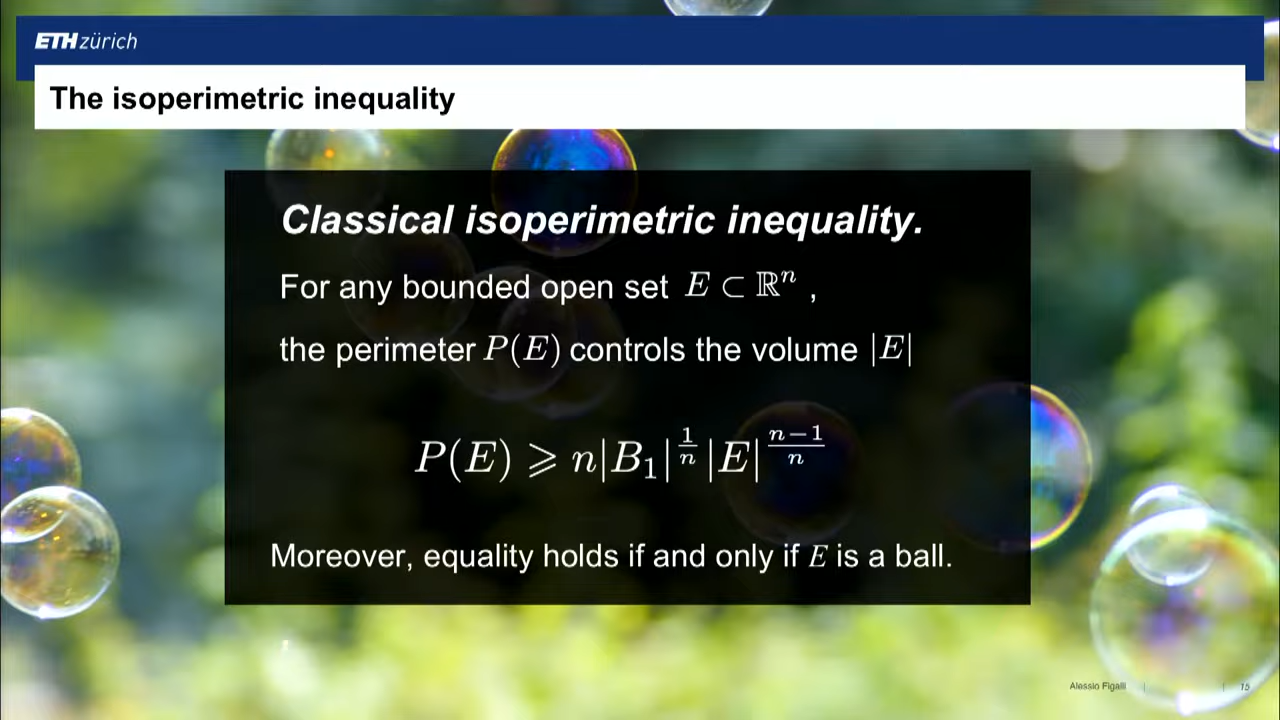 ETH zürich
The isoperimetric inequality
Classical isoperimetric inequality.
For any bounded open set E ⊂ ℝⁿ ,
the perimeter P(E) controls the volume |E|
P(E) ⩾ n|B₁|^{1/n} |E|^{(n−1)/n}
Moreover, equality holds if and only if E is a ball.
Alessio Figalli | | 15